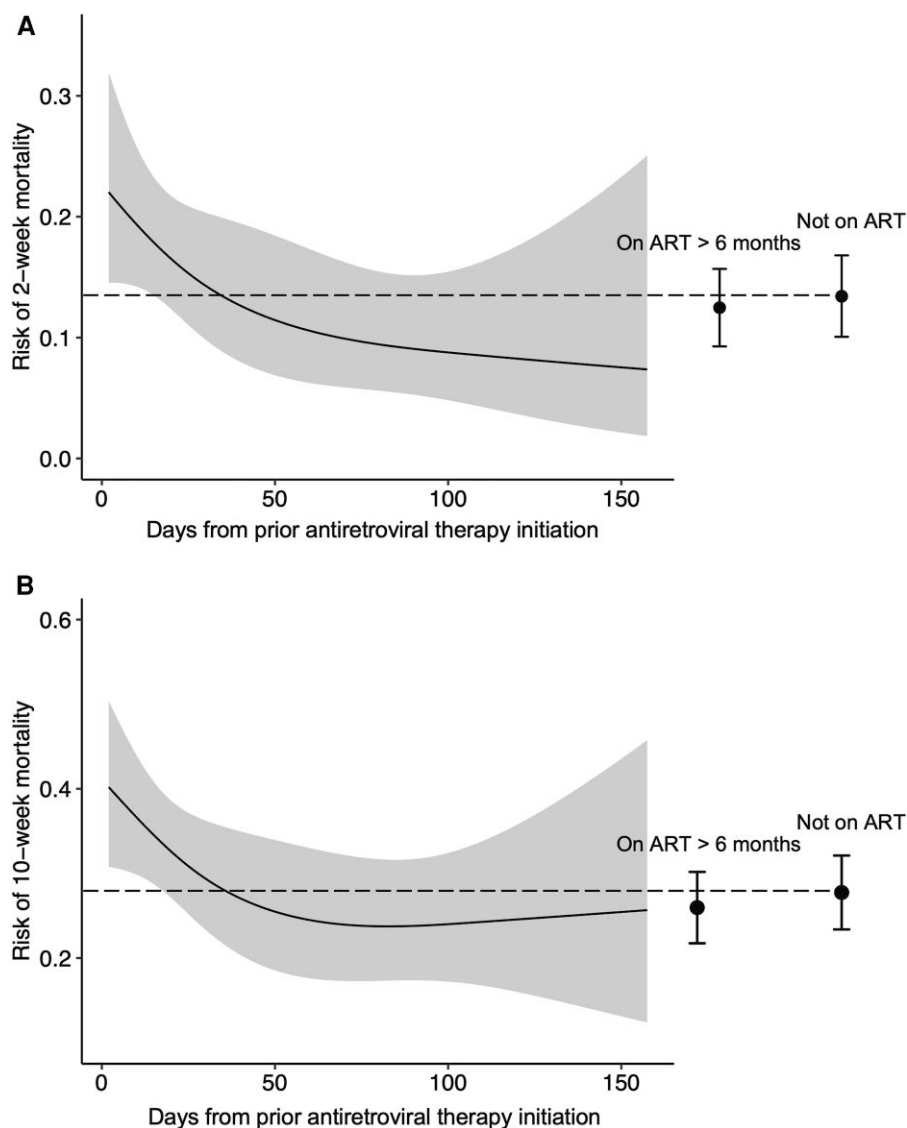 A
Risk of 2−week mortality
0.3
0.2
0.1
0.0
On ART > 6 months
Not on ART
0
50
100
150
Days from prior antiretroviral therapy initiation
B
Risk of 10−week mortality
0.6
0.4
0.2
On ART > 6 months
Not on ART
0
50
100
150
Days from prior antiretroviral therapy initiation